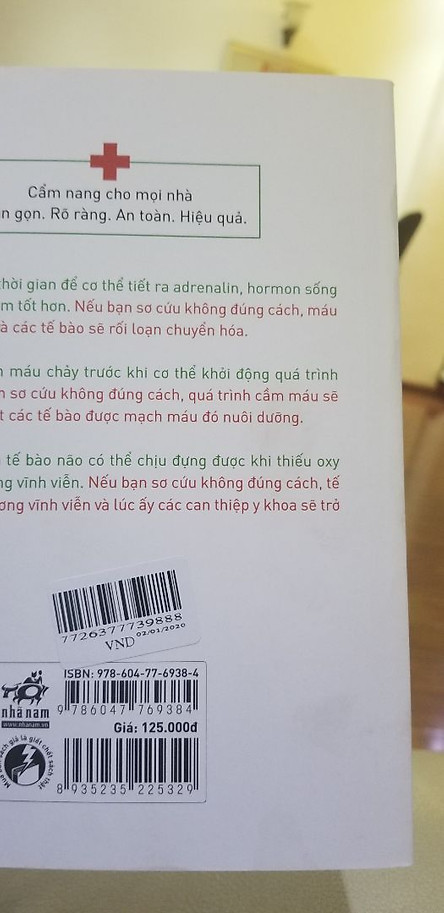 Cẩm nang cho mọi nhà
n gọn. Rõ ràng. An toàn. Hiệu quả.
hời gian để cơ thể tiết ra adrenalin, hormon sống
m tốt hơn. Nếu bạn sơ cứu không đúng cách, máu
à các tế bào sẽ rối loạn chuyển hóa.
máu chảy trước khi cơ thể khởi động quá trình
sơ cứu không đúng cách, quá trình cầm máu sẽ
t các tế bào được mạch máu đó nuôi dưỡng.
tế bào não có thể chịu đựng được khi thiếu oxy
ng vĩnh viễn. Nếu bạn sơ cứu không đúng cách, tế
ơng vĩnh viễn và lúc ấy các can thiệp y khoa sẽ trở
7726377739888
VND 02/01/2020
ISBN: 978-604-77-6938-4
nhã nam
www.nhanam.vn
9 786047 769384
Giá: 125.000đ
Mua sách giả là giết chết sách thật
8 935235 225329